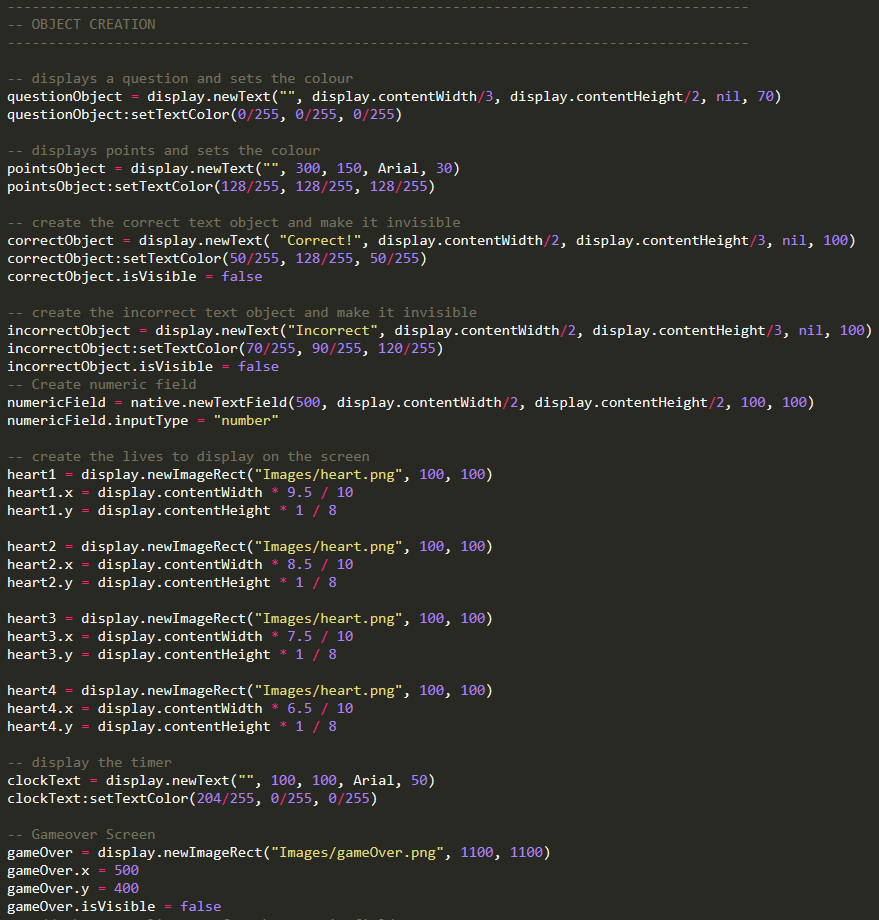 ------------------------------------------------------------------------------------------
-- OBJECT CREATION
------------------------------------------------------------------------------------------
-- displays a question and sets the colour
questionObject = display.newText("", display.contentWidth/3, display.contentHeight/2, nil, 70)
questionObject:setTextColor(0/255, 0/255, 0/255)
-- displays points and sets the colour
pointsObject = display.newText("", 300, 150, Arial, 30)
pointsObject:setTextColor(128/255, 128/255, 128/255)
-- create the correct text object and make it invisible
correctObject = display.newText( "Correct!", display.contentWidth/2, display.contentHeight/3, nil, 100)
correctObject:setTextColor(50/255, 128/255, 50/255)
correctObject.isVisible = false
-- create the incorrect text object and make it invisible
incorrectObject = display.newText("Incorrect", display.contentWidth/2, display.contentHeight/3, nil, 100)
incorrectObject:setTextColor(70/255, 90/255, 120/255)
incorrectObject.isVisible = false
-- Create numeric field
numericField = native.newTextField(500, display.contentWidth/2, display.contentHeight/2, 100, 100)
numericField.inputType = "number"
-- create the lives to display on the screen
heart1 = display.newImageRect("Images/heart.png", 100, 100)
heart1.x = display.contentWidth * 9.5 / 10
heart1.y = display.contentHeight * 1 / 8
heart2 = display.newImageRect("Images/heart.png", 100, 100)
heart2.x = display.contentWidth * 8.5 / 10
heart2.y = display.contentHeight * 1 / 8
heart3 = display.newImageRect("Images/heart.png", 100, 100)
heart3.x = display.contentWidth * 7.5 / 10
heart3.y = display.contentHeight * 1 / 8
heart4 = display.newImageRect("Images/heart.png", 100, 100)
heart4.x = display.contentWidth * 6.5 / 10
heart4.y = display.contentHeight * 1 / 8
-- display the timer
clockText = display.newText("", 100, 100, Arial, 50)
clockText:setTextColor(204/255, 0/255, 0/255)
-- Gameover Screen
gameOver = display.newImageRect("Images/gameOver.png", 1100, 1100)
gameOver.x = 500
gameOver.y = 400
gameOver.isVisible = false